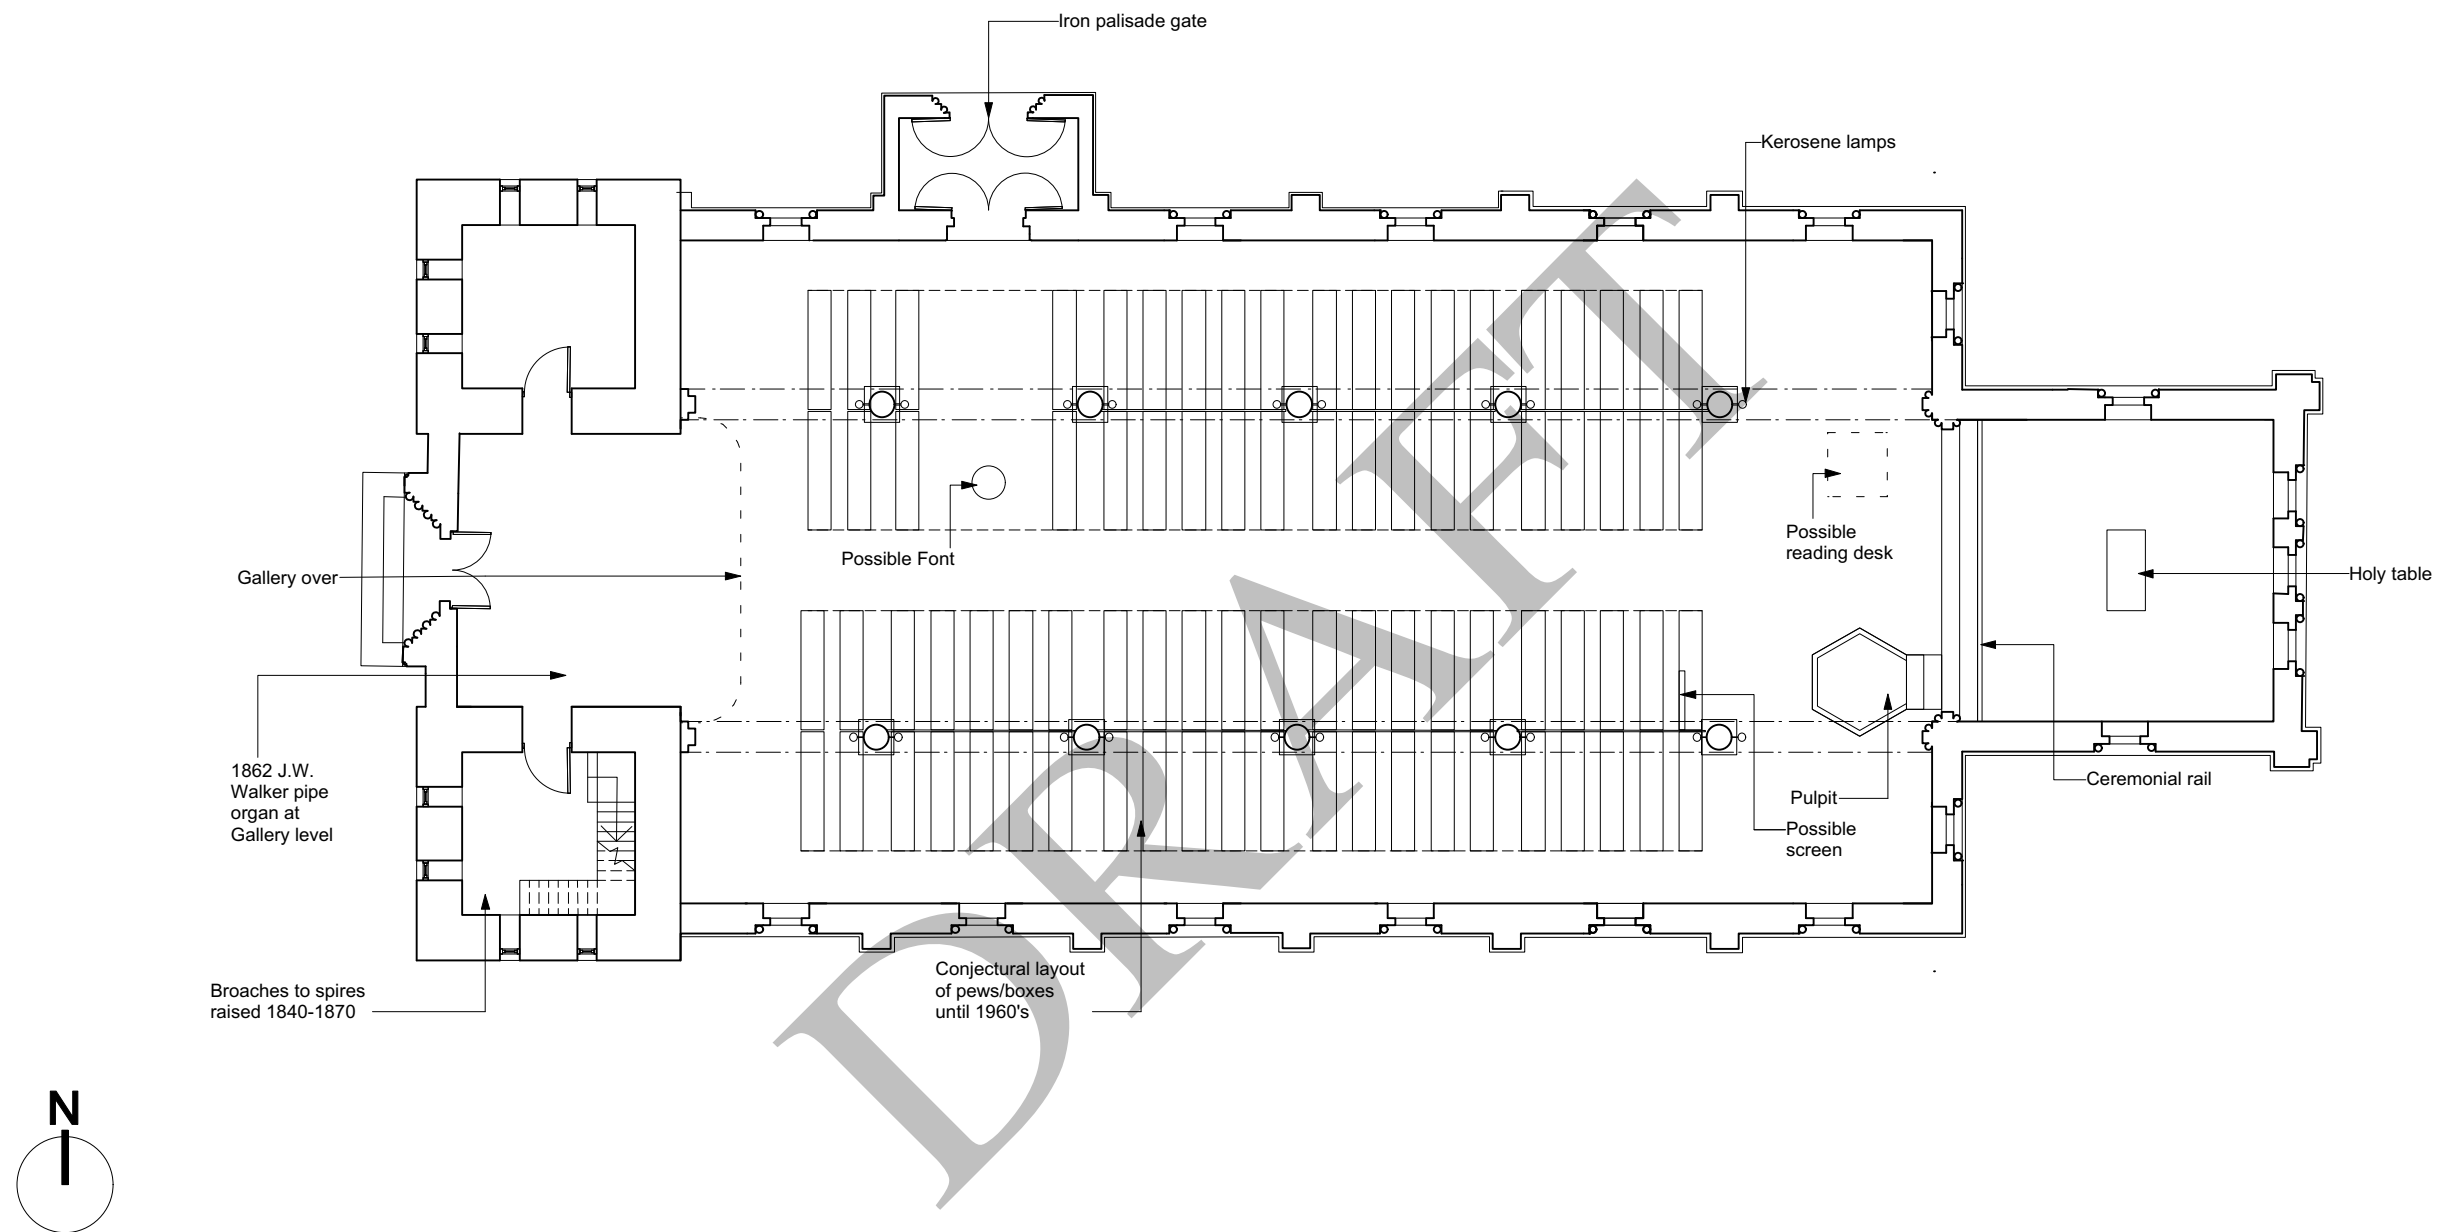 Iron palisade gate
Kerosene lamps
Possible Font
Possible
reading desk
Gallery over
Holy table
1862 J.W.
Walker pipe
organ at
Gallery level
Ceremonial rail
Pulpit
Possible
screen
Broaches to spires
raised 1840-1870
Conjectural layout
of pews/boxes
until 1960's
DRAFT
N